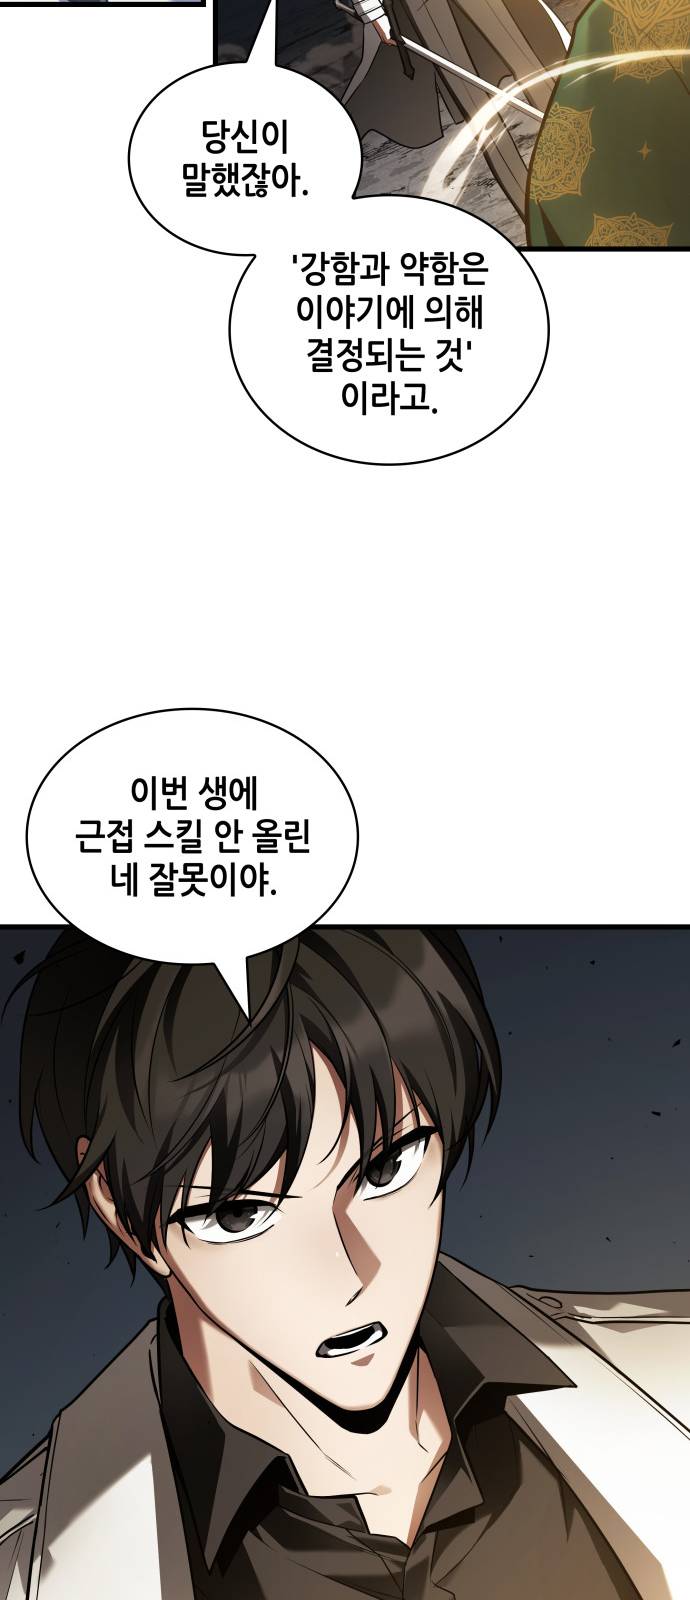 당신이
말했잖아.
'강함과 약함은
이야기에 의해
결정되는 것'
이라고.
이번 생에
근접 스킬 안 올린
네 잘못이야.